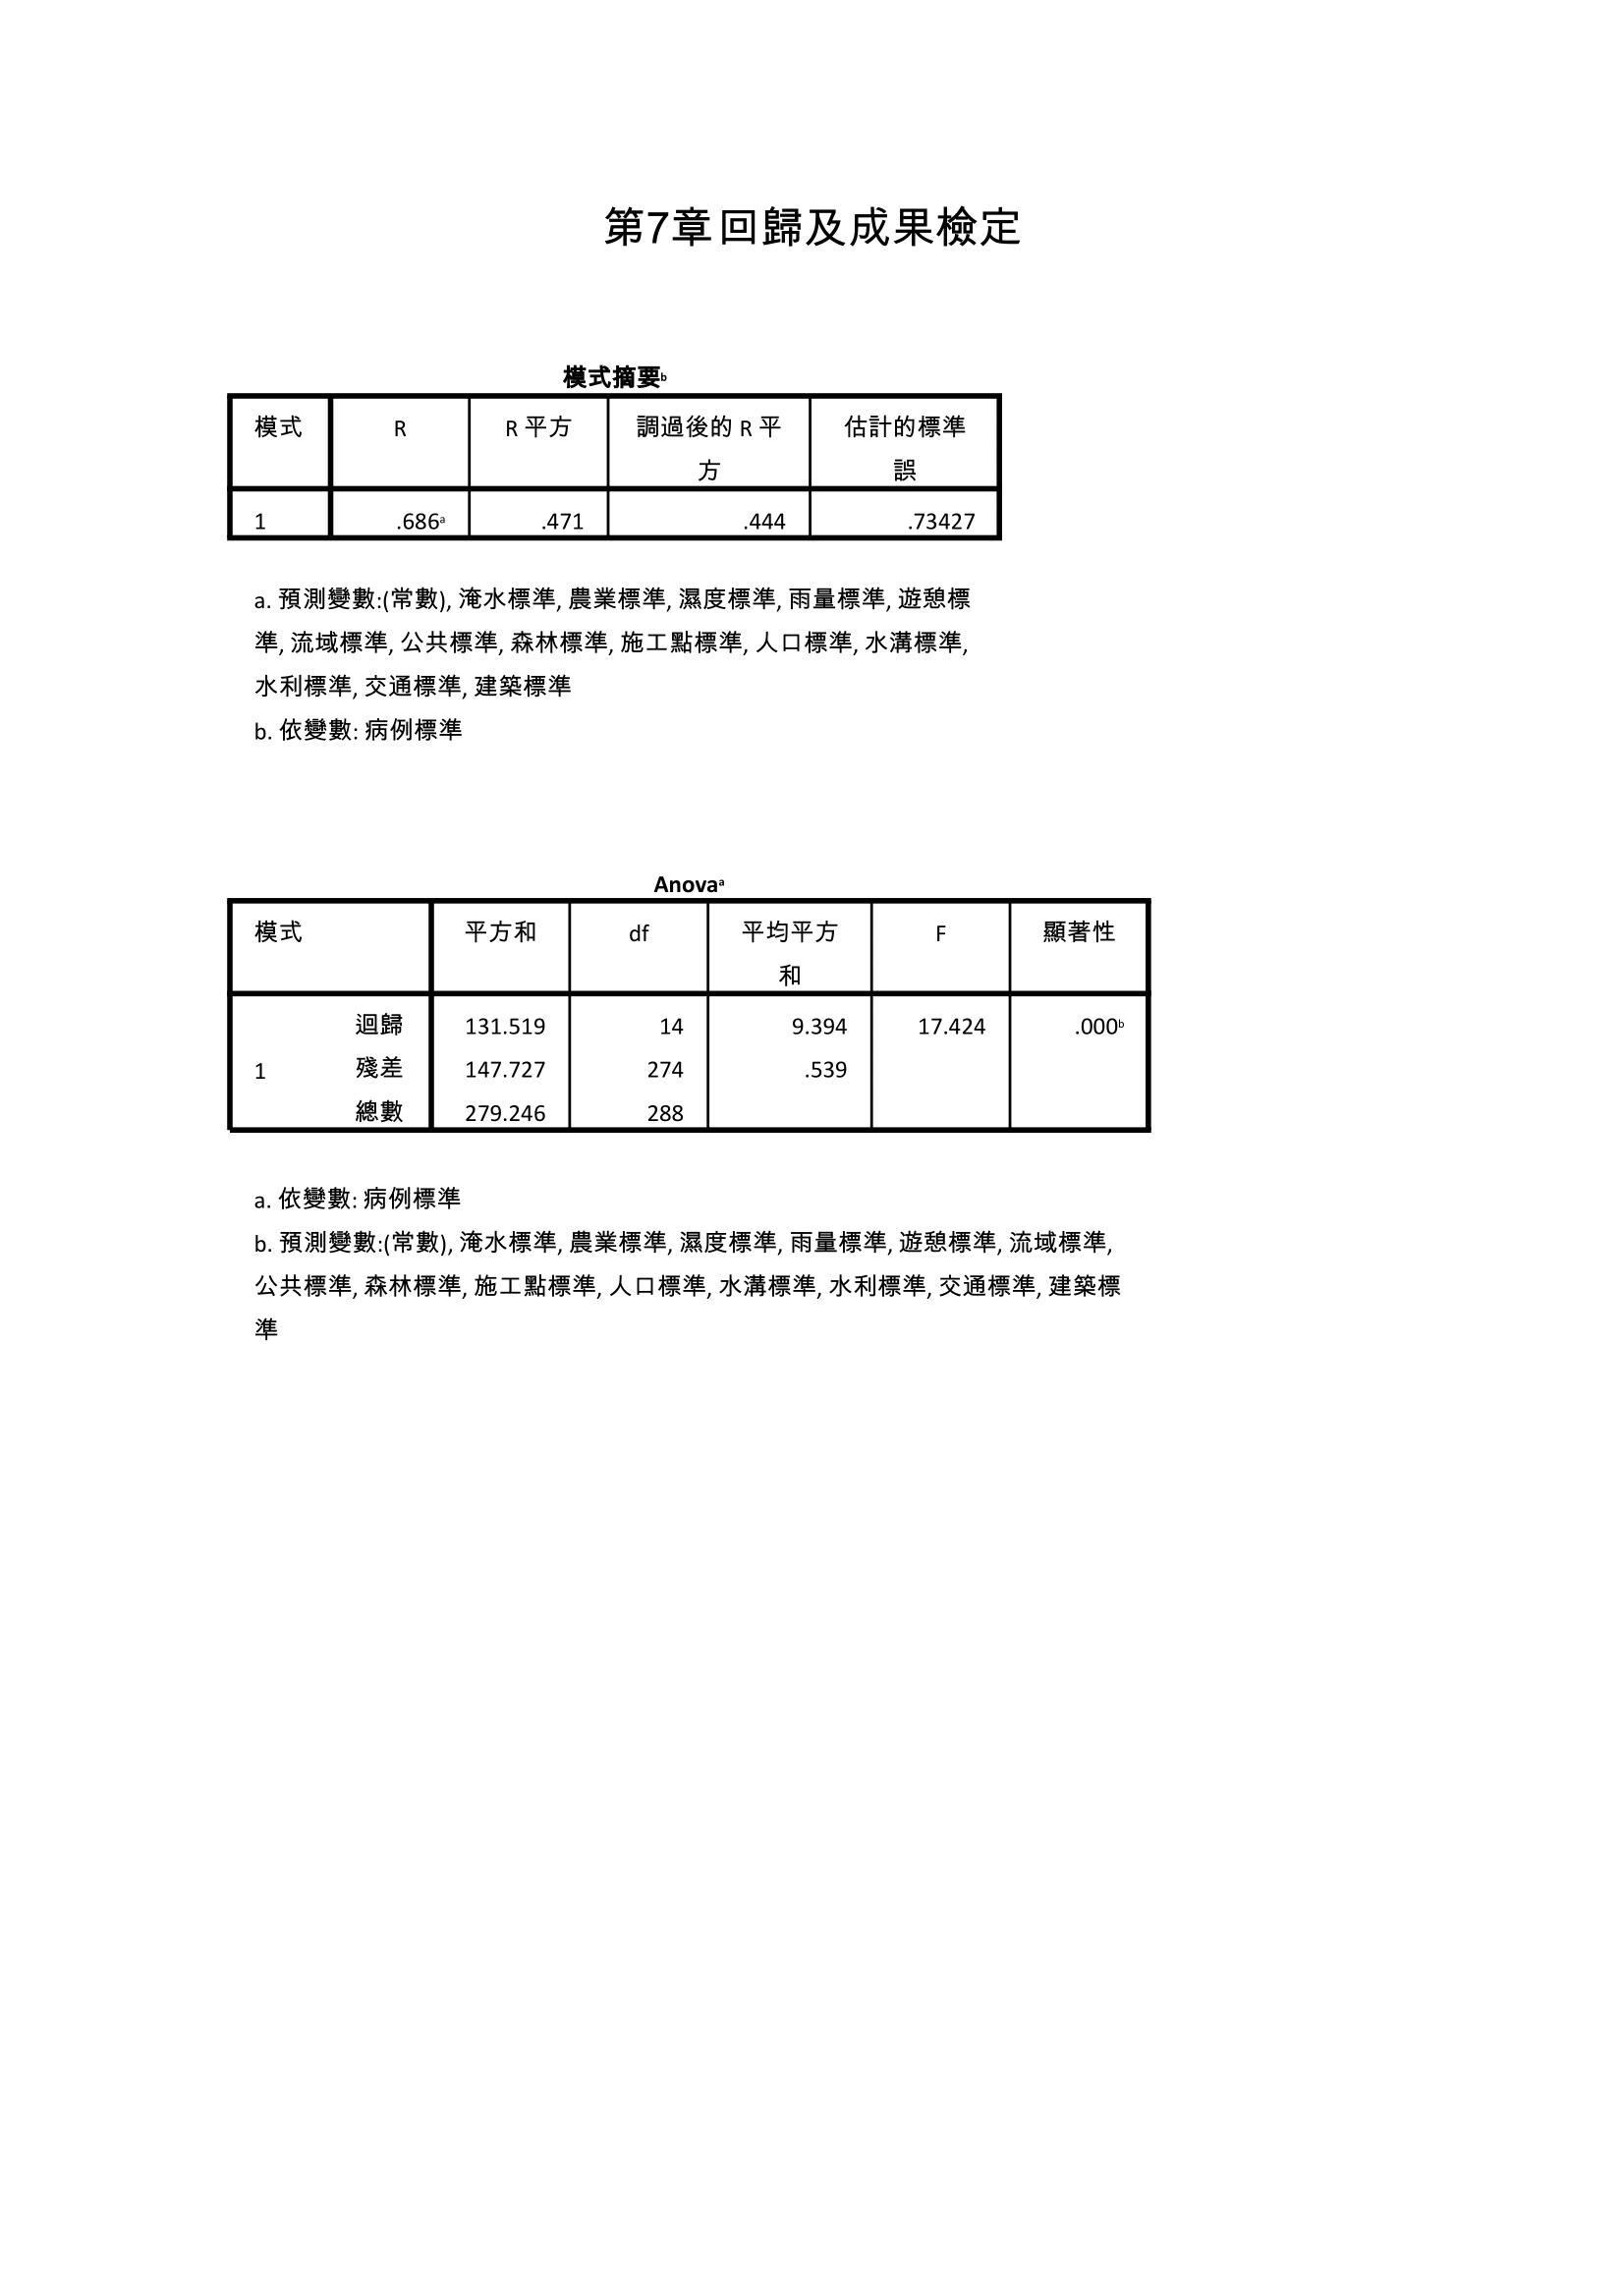 第7章 回歸及成果檢定
模式摘要b
模式 R R 平方 調過後的 R 平 估計的標準
方 誤
1 .686a .471 .444 .73427
a. 預測變數:(常數), 淹水標準, 農業標準, 濕度標準, 雨量標準, 遊憩標
準, 流域標準, 公共標準, 森林標準, 施工點標準, 人口標準, 水溝標準,
水利標準, 交通標準, 建築標準
b. 依變數: 病例標準
Anovaa
模式 平方和 df 平均平方 F 顯著性
和
迴歸 131.519 14 9.394 17.424 .000b
1 殘差 147.727 274 .539
總數 279.246 288
a. 依變數: 病例標準
b. 預測變數:(常數), 淹水標準, 農業標準, 濕度標準, 雨量標準, 遊憩標準, 流域標準,
公共標準, 森林標準, 施工點標準, 人口標準, 水溝標準, 水利標準, 交通標準, 建築標
準